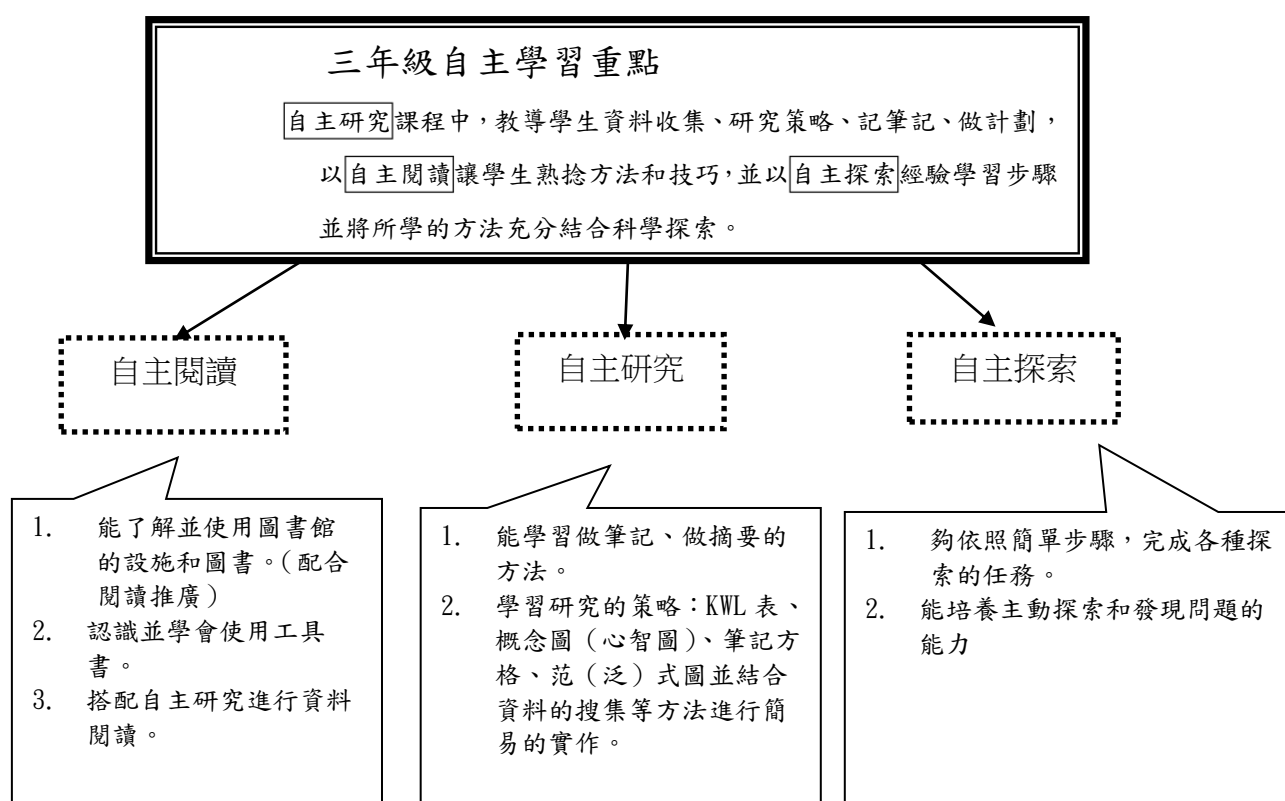 三年級自主學習重點
自主研究課程中，教導學生資料收集、研究策略、記筆記、做計劃，
以自主閱讀讓學生熟捻方法和技巧，並以自主探索經驗學習步驟
並將所學的方法充分結合科學探索。
自主閱讀
自主研究
自主探索
1. 能了解並使用圖書館
的設施和圖書。(配合
閱讀推廣)
2. 認識並學會使用工具
書。
3. 搭配自主研究進行資料
閱讀。
1. 能學習做筆記、做摘要的
方法。
2. 學習研究的策略：KWL 表、
概念圖（心智圖）、筆記方
格、范（泛）式圖並結合
資料的搜集等方法進行簡
易的實作。
1. 夠依照簡單步驟，完成各種探
索的任務。
2. 能培養主動探索和發現問題的
能力